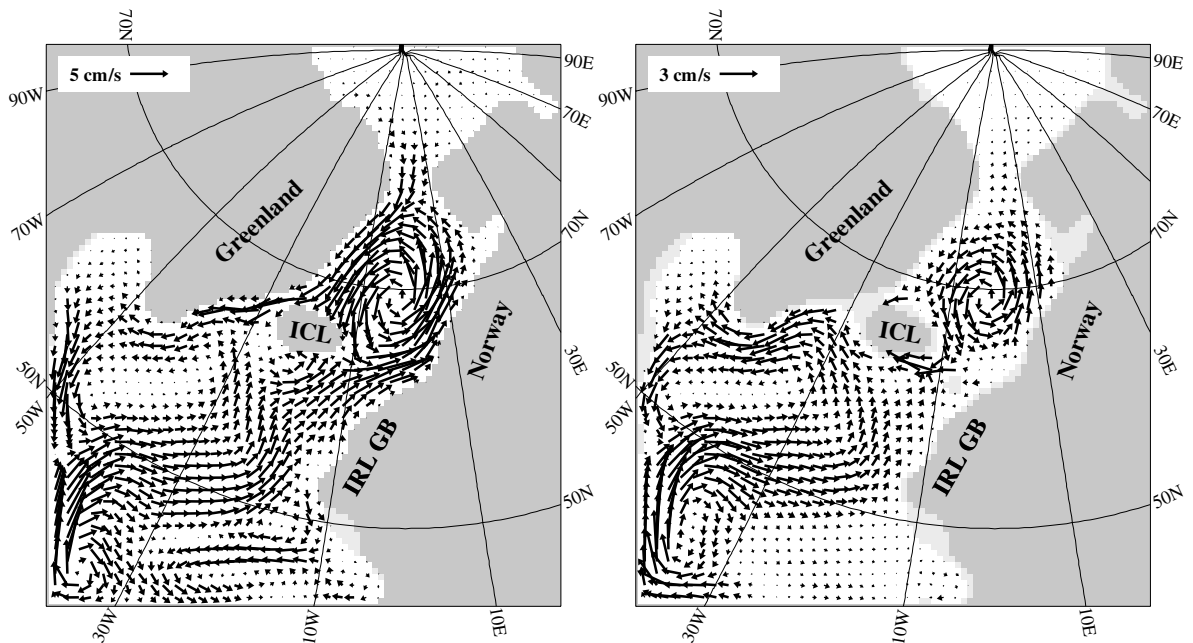 70N
5 cm/s
90W
90E
70E
70W
Greenland
70N
ICL
Norway
30E
50N
50W
IRL GB
50N
30W
10W
10E
70N
3 cm/s
90W
90E
70E
70W
Greenland
70N
ICL
Norway
30E
50N
50W
IRL GB
50N
30W
10W
10E